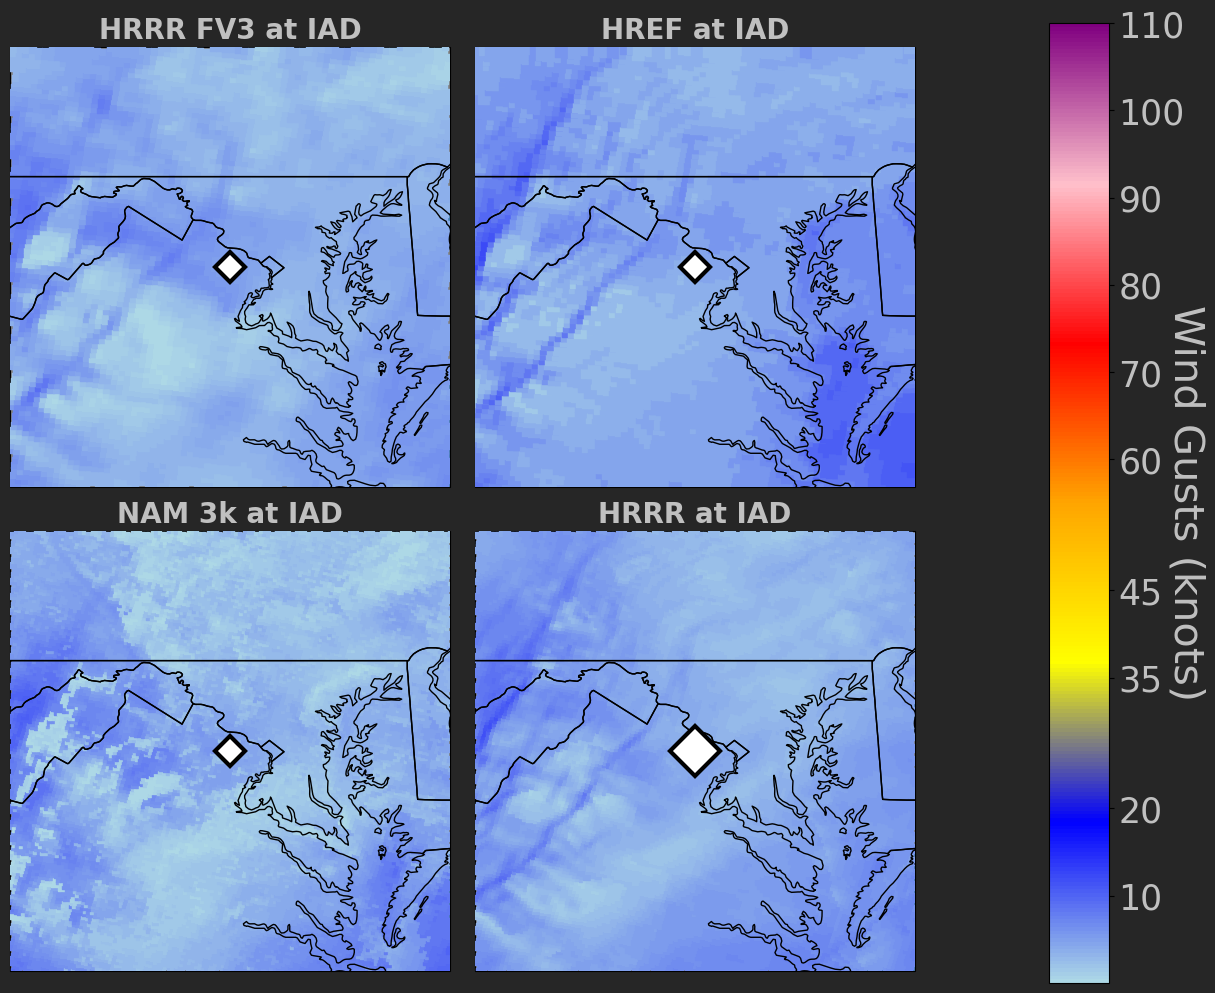 HRRR FV3 at IAD
HREF at IAD
NAM 3k at IAD
HRRR at IAD
110
100
90
80
70
60
45
35
20
10
Wind Gusts (knots)